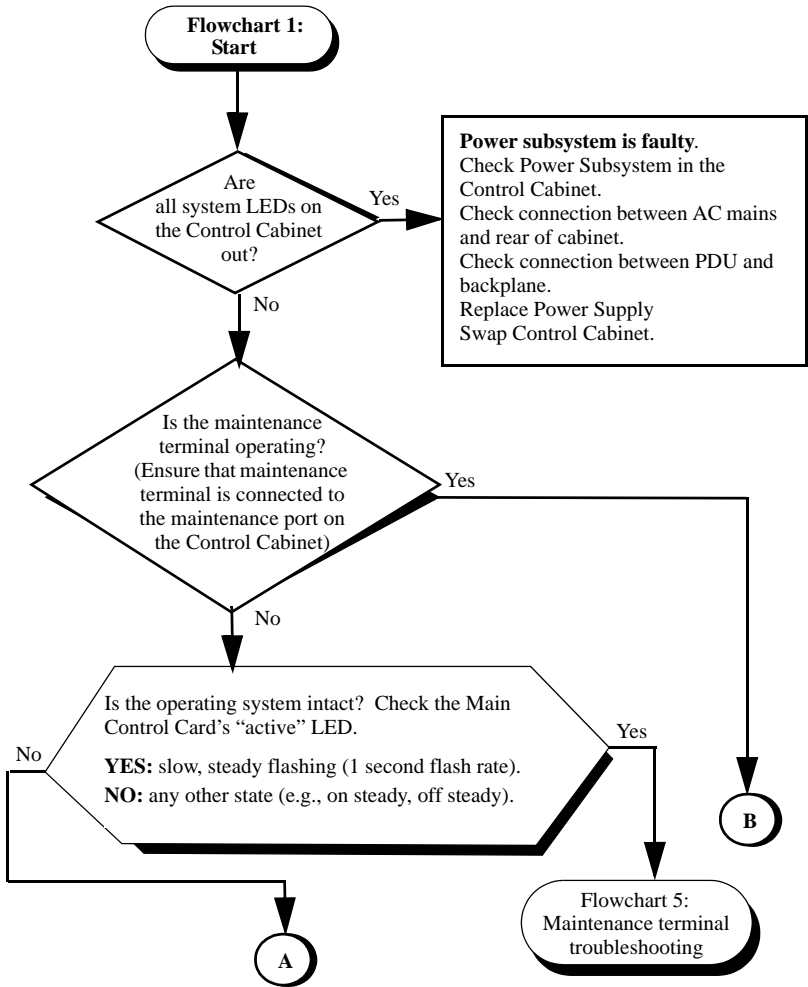 Flowchart 1:
Start
Are
all system LEDs on
the Control Cabinet
out?
Yes
Power subsystem is faulty.
Check Power Subsystem in the
Control Cabinet.
Check connection between AC mains
and rear of cabinet.
Check connection between PDU and
backplane.
Replace Power Supply
Swap Control Cabinet.
No
Is the maintenance
terminal operating?
(Ensure that maintenance
terminal is connected to
the maintenance port on
the Control Cabinet)
Yes
No
Is the operating system intact?  Check the Main
Control Card's “active” LED.
YES: slow, steady flashing (1 second flash rate).
NO: any other state (e.g., on steady, off steady).
No
Yes
B
Flowchart 5:
Maintenance terminal
troubleshooting
A